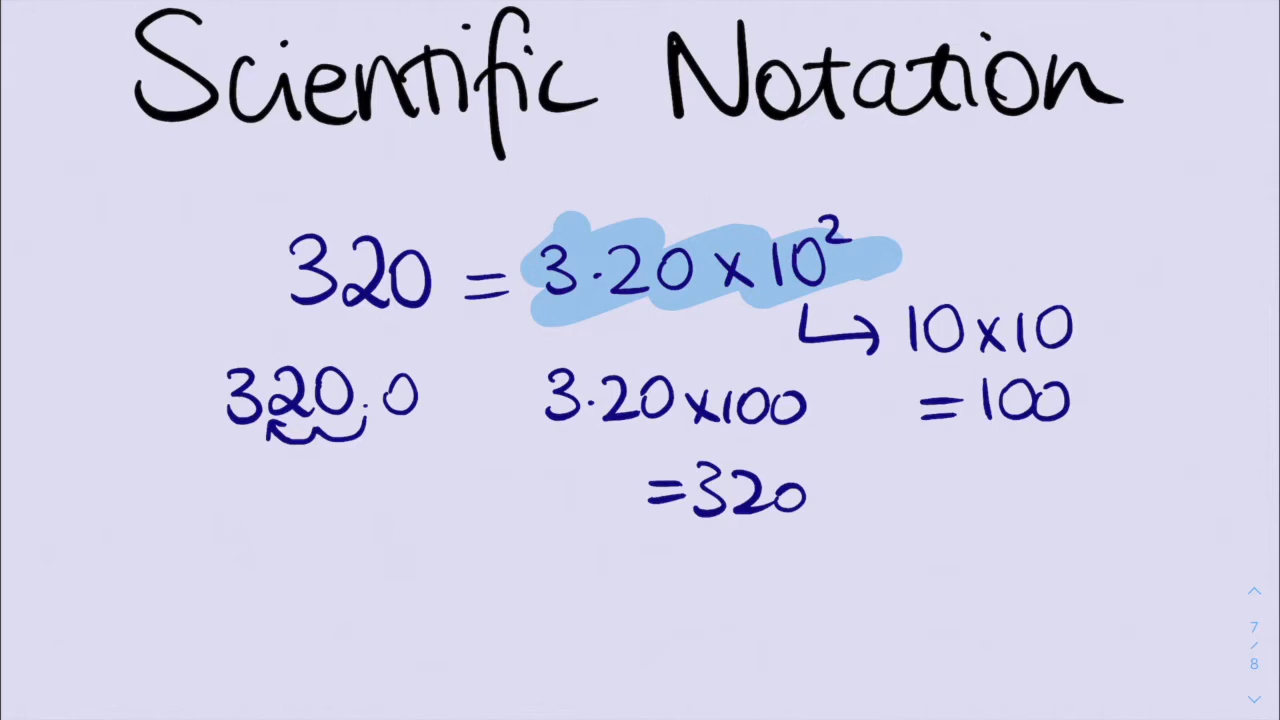 Scientific Notation
320 = 3.20 x 10²
10 x 10
320.0 3.20 x 100 = 100
= 320
7
/
8